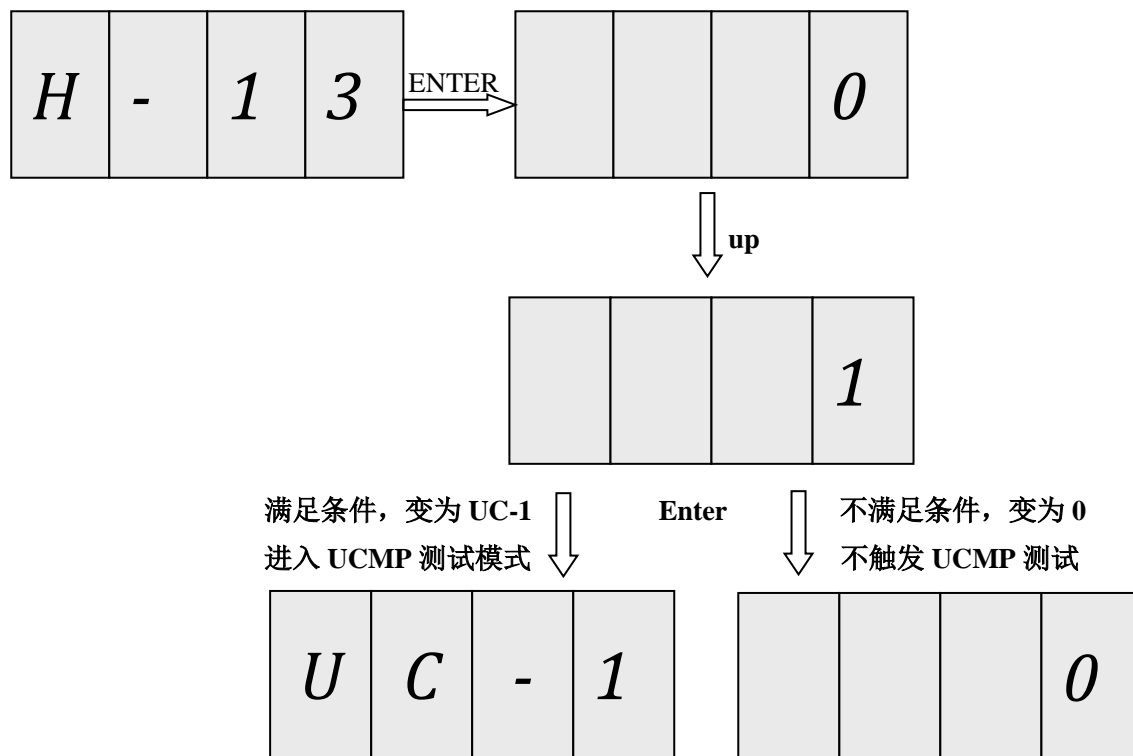 H - 1 3
ENTER
0
up
1
满足条件，变为 UC-1
进入 UCMP 测试模式
Enter
不满足条件，变为 0
不触发 UCMP 测试
U C - 1
0